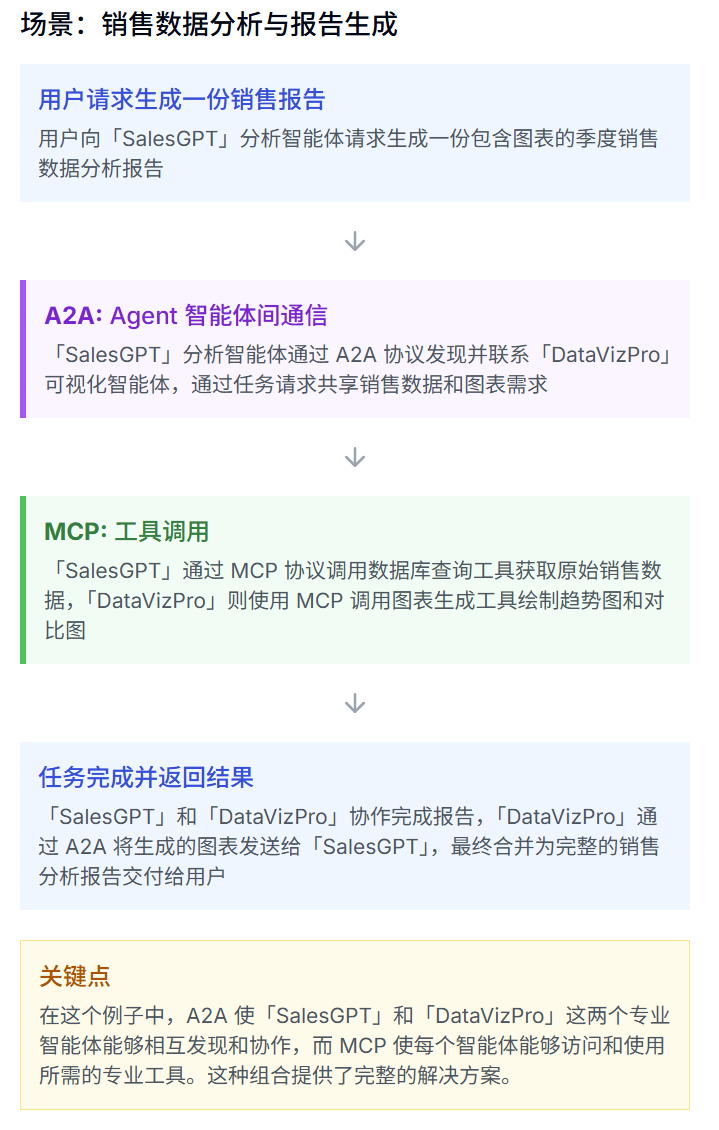 场景：销售数据分析与报告生成
用户请求生成一份销售报告
用户向「SalesGPT」分析智能体请求生成一份包含图表的季度销售
数据分析报告
A2A: Agent 智能体间通信
「SalesGPT」分析智能体通过 A2A 协议发现并联系「DataVizPro」
可视化智能体，通过任务请求共享销售数据和图表需求
MCP: 工具调用
「SalesGPT」通过 MCP 协议调用数据库查询工具获取原始销售数
据，「DataVizPro」则使用 MCP 调用图表生成工具绘制趋势图和对
比图
任务完成并返回结果
「SalesGPT」和「DataVizPro」协作完成报告，「DataVizPro」通
过 A2A 将生成的图表发送给「SalesGPT」，最终合并为完整的销售
分析报告交付给用户
关键点
在这个例子中，A2A 使「SalesGPT」和「DataVizPro」这两个专业
智能体能够相互发现和协作，而 MCP 使每个智能体能够访问和使用
所需的专业工具。这种组合提供了完整的解决方案。